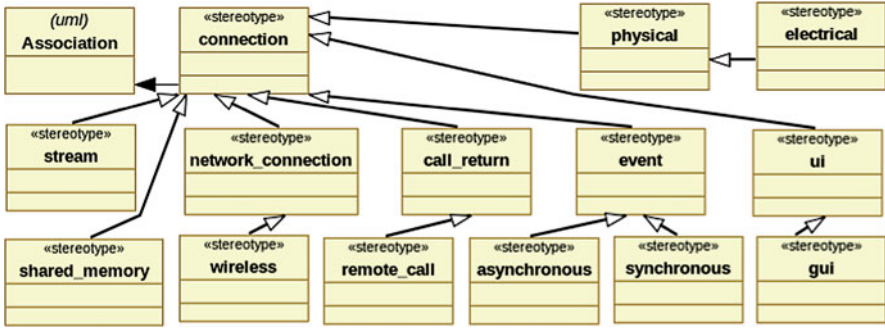 (uml)
Association
«stereotype»
connection
«stereotype»
physical
«stereotype»
electrical
«stereotype»
stream
«stereotype»
network_connection
«stereotype»
call_return
«stereotype»
event
«stereotype»
ui
«stereotype»
shared_memory
«stereotype»
wireless
«stereotype»
remote_call
«stereotype»
asynchronous
«stereotype»
synchronous
«stereotype»
gui